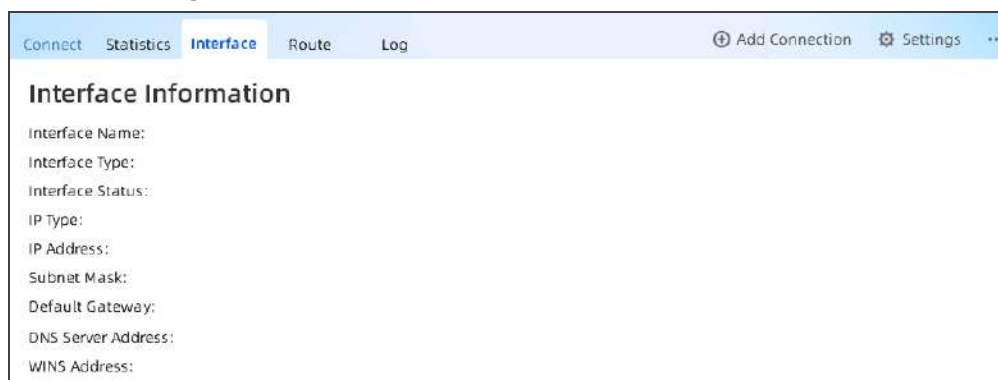 Connect Statistics Interface Route Log Add Connection Settings ...
Interface Information
Interface Name:
Interface Type:
Interface Status:
IP Type:
IP Address:
Subnet Mask:
Default Gateway:
DNS Server Address:
WINS Address: